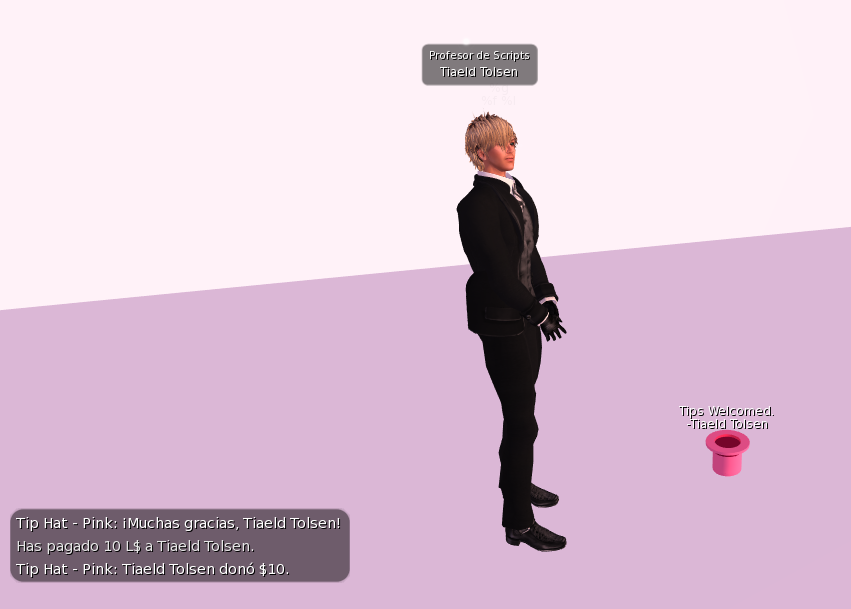 Profesor de Scripts
Tiaeld Tolsen
Tips Welcomed.
-Tiaeld Tolsen
Tip Hat - Pink: ¡Muchas gracias, Tiaeld Tolsen!
Has pagado 10 L$ a Tiaeld Tolsen.
Tip Hat - Pink: Tiaeld Tolsen donó $10.